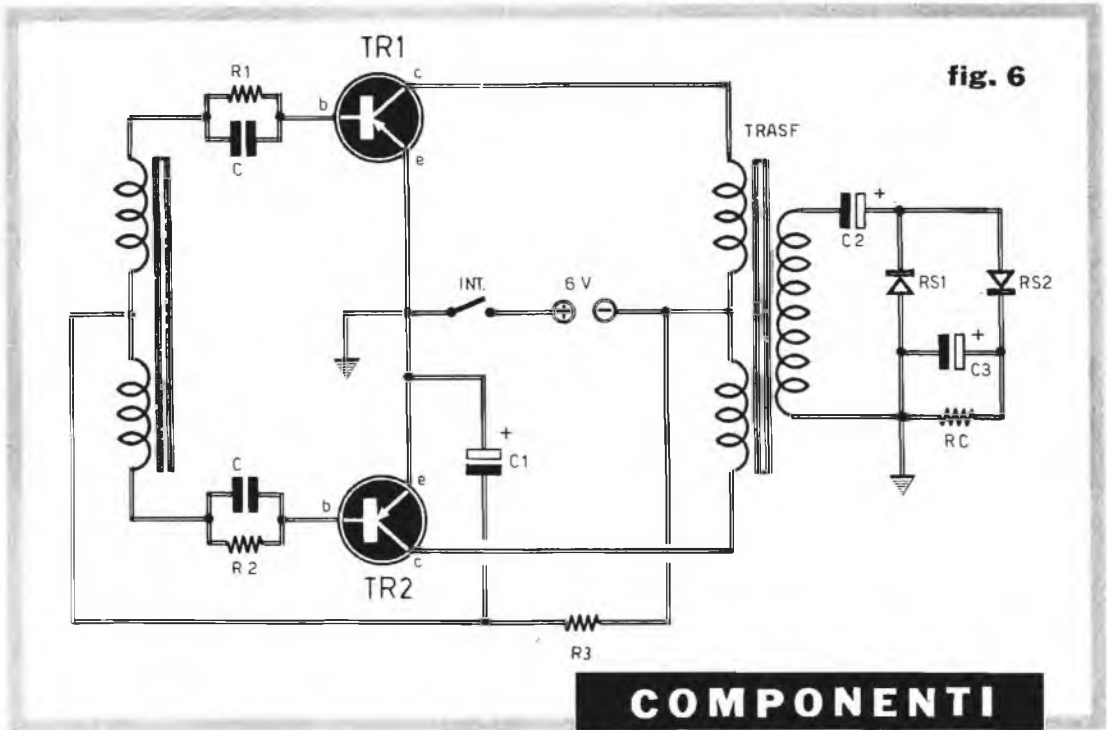 TR1
R1
fig. 6
b
c
C
e
TRASF
+
C2
INT.
6 V
+
−
RS1
RS2
+
C3
RC
+
C1
C
b
e
R2
c
TR2
R3
COMPONENTI